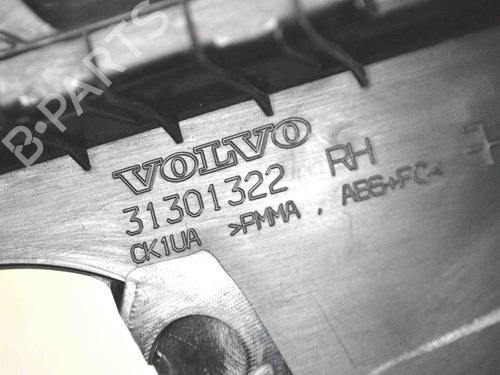 B-PARTS
VOLVO
31301322 RH
CK1UA >PMMA . ABS+PC<